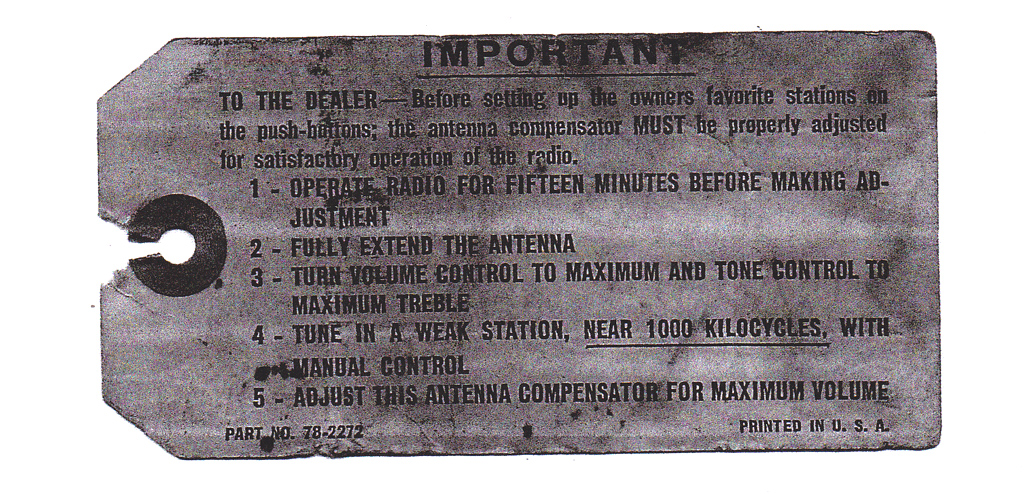 IMPORTANT
TO THE DEALER—Before setting up the owners favorite stations on
the push-buttons; the antenna compensator MUST be properly adjusted
for satisfactory operation of the radio.
1 - OPERATE RADIO FOR FIFTEEN MINUTES BEFORE MAKING AD-
JUSTMENT
2 - FULLY EXTEND THE ANTENNA
3 - TURN VOLUME CONTROL TO MAXIMUM AND TONE CONTROL TO
MAXIMUM TREBLE
4 - TUNE IN A WEAK STATION, NEAR 1000 KILOCYCLES, WITH
MANUAL CONTROL
5 - ADJUST THIS ANTENNA COMPENSATOR FOR MAXIMUM VOLUME
PART NO. 78-2272 PRINTED IN U. S. A.